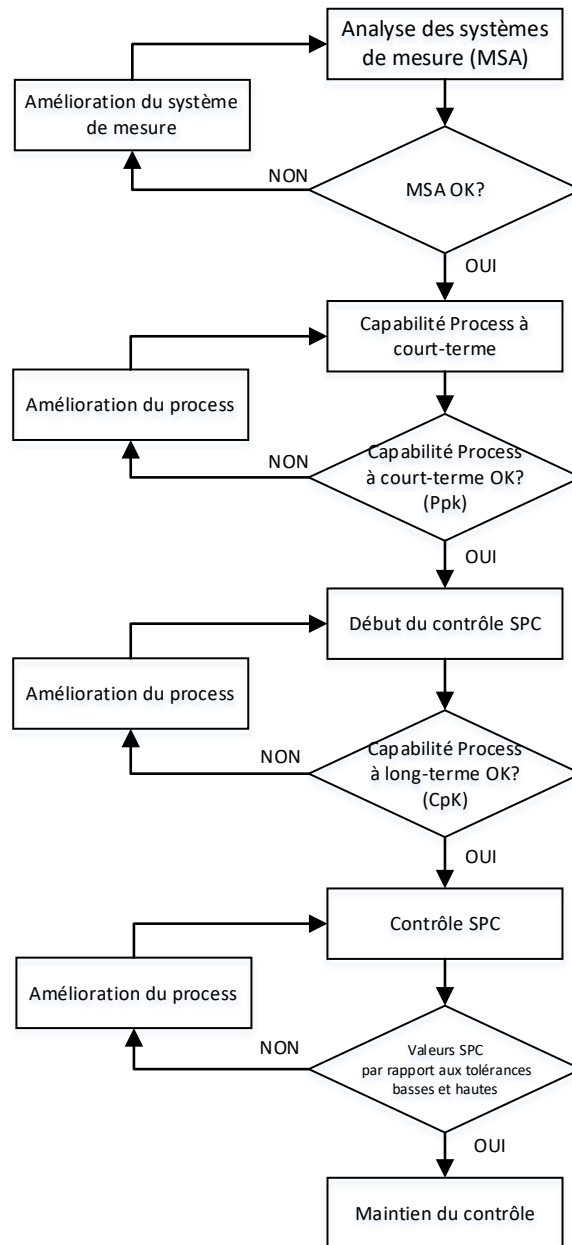 Analyse des systèmes
de mesure (MSA)
Amélioration du système
de mesure
NON
MSA OK?
OUI
Capabilité Process à
court-terme
Amélioration du process
NON
Capabilité Process
à court-terme OK?
(Ppk)
OUI
Début du contrôle SPC
Amélioration du process
NON
Capabilité Process
à long-terme OK?
(CpK)
OUI
Contrôle SPC
Amélioration du process
NON
Valeurs SPC
par rapport aux tolérances
basses et hautes
OUI
Maintien du contrôle